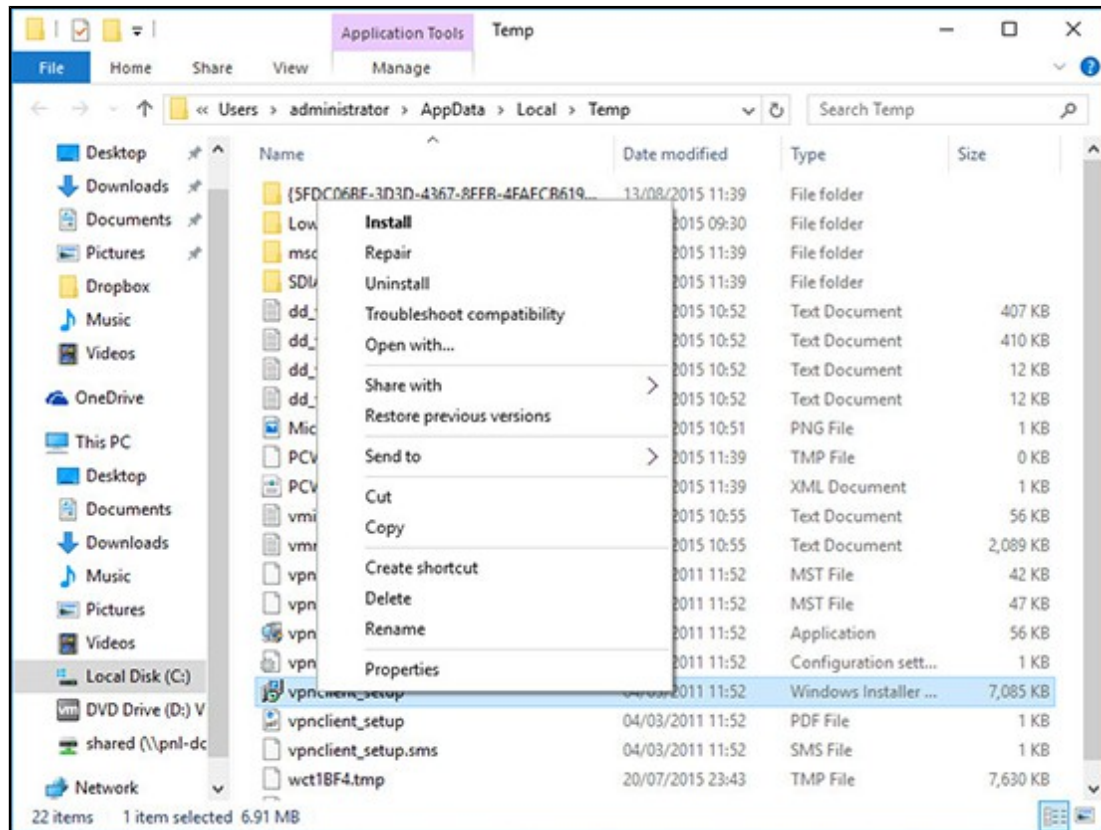 Application Tools Temp
File Home Share View Manage
« Users > administrator > AppData > Local > Temp Search Temp
Desktop
Downloads
Documents
Pictures
Dropbox
Music
Videos
OneDrive
This PC
Desktop
Documents
Downloads
Music
Pictures
Videos
Local Disk (C:)
DVD Drive (D:) V
shared (\\pnl-dc
Network
Name Date modified Type Size
13/08/2015 11:39 File folder
Low 2015 09:30 File folder
msc 2015 11:39 File folder
SDIA 2015 11:39 File folder
dd_ 2015 10:52 Text Document 407 KB
dd_ 2015 10:52 Text Document 410 KB
dd_ 2015 10:52 Text Document 12 KB
dd_ 2015 10:52 Text Document 12 KB
Mic 2015 10:51 PNG File 1 KB
PCW 2015 11:39 TMP File 0 KB
PCW 2015 11:39 XML Document 1 KB
vmi 2015 10:55 Text Document 56 KB
vmr 2015 10:55 Text Document 2,089 KB
vpn 2011 11:52 MST File 42 KB
vpn 2011 11:52 MST File 47 KB
vpn 2011 11:52 Application 56 KB
vpn 2011 11:52 Configuration sett... 1 KB
vpnclient_setup 04/03/2011 11:52 Windows Installer ... 7,085 KB
vpnclient_setup 04/03/2011 11:52 PDF File 1 KB
vpnclient_setup.sms 04/03/2011 11:52 SMS File 1 KB
wct1BF4.tmp 20/07/2015 23:43 TMP File 7,630 KB
Install
Repair
Uninstall
Troubleshoot compatibility
Open with...
Share with
Restore previous versions
Send to
Cut
Copy
Create shortcut
Delete
Rename
Properties
22 items 1 item selected 6.91 MB